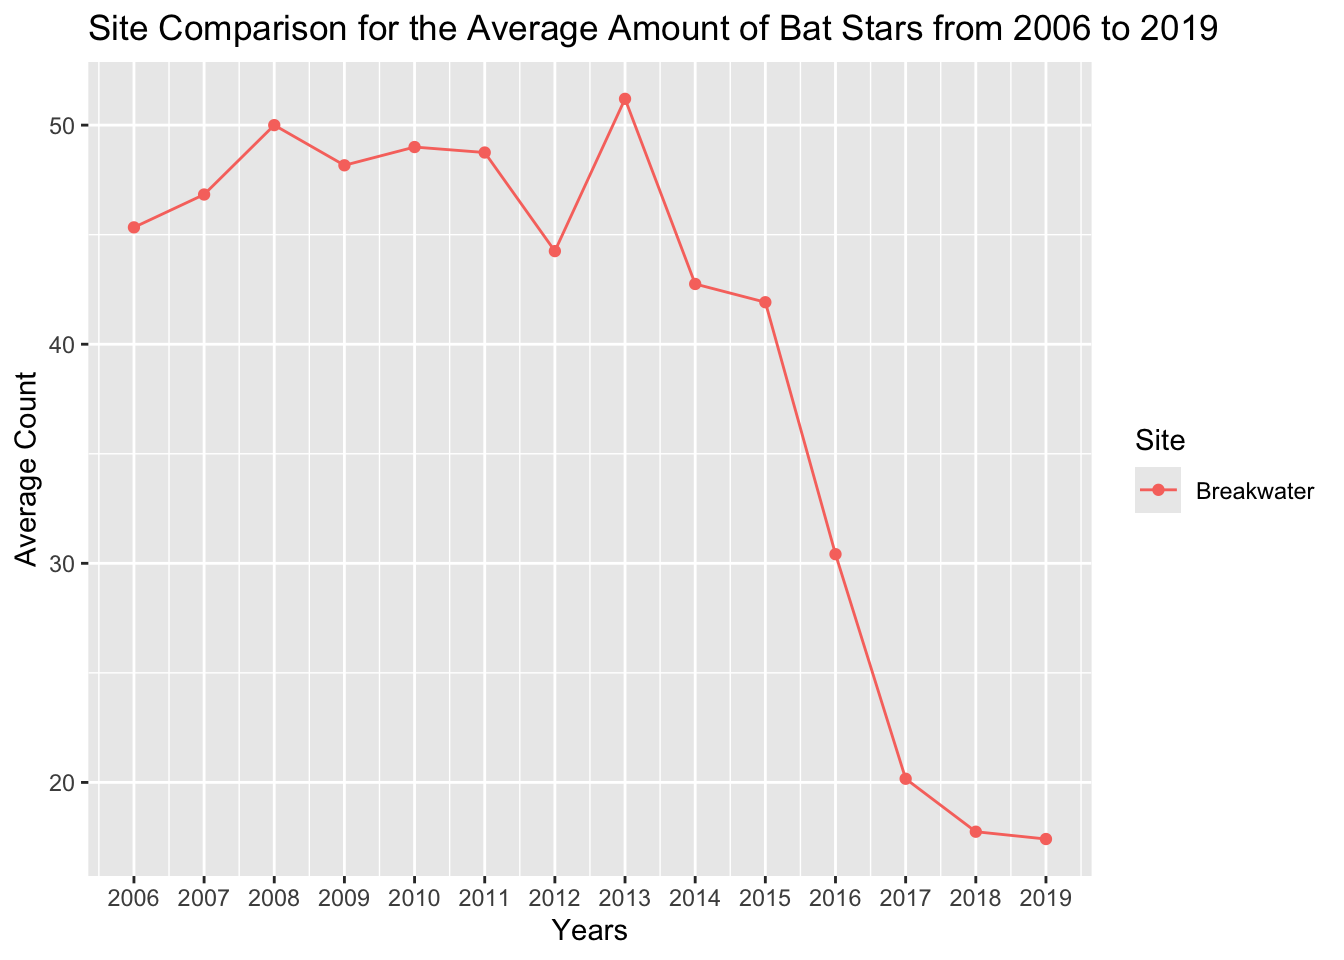 Site Comparison for the Average Amount of Bat Stars from 2006 to 2019
Average Count
50
40
30
20
2006 2007 2008 2009 2010 2011 2012 2013 2014 2015 2016 2017 2018 2019
Years
Site
Breakwater